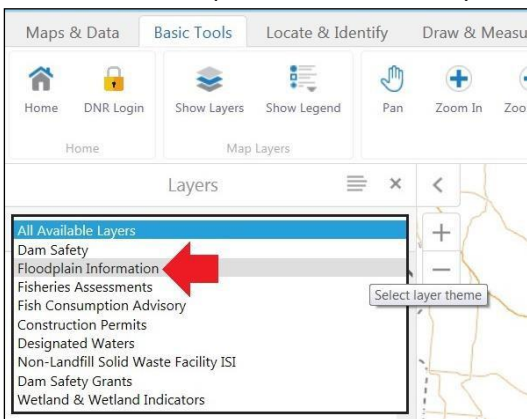 Maps & Data Basic Tools Locate & Identify Draw & Measu
Home DNR Login Show Layers Show Legend Pan Zoom In Zoo
Home Map Layers
Layers
All Available Layers
Dam Safety
Floodplain Information
Fisheries Assessments
Select layer theme
Fish Consumption Advisory
Construction Permits
Designated Waters
Non-Landfill Solid Waste Facility ISI
Dam Safety Grants
Wetland & Wetland Indicators